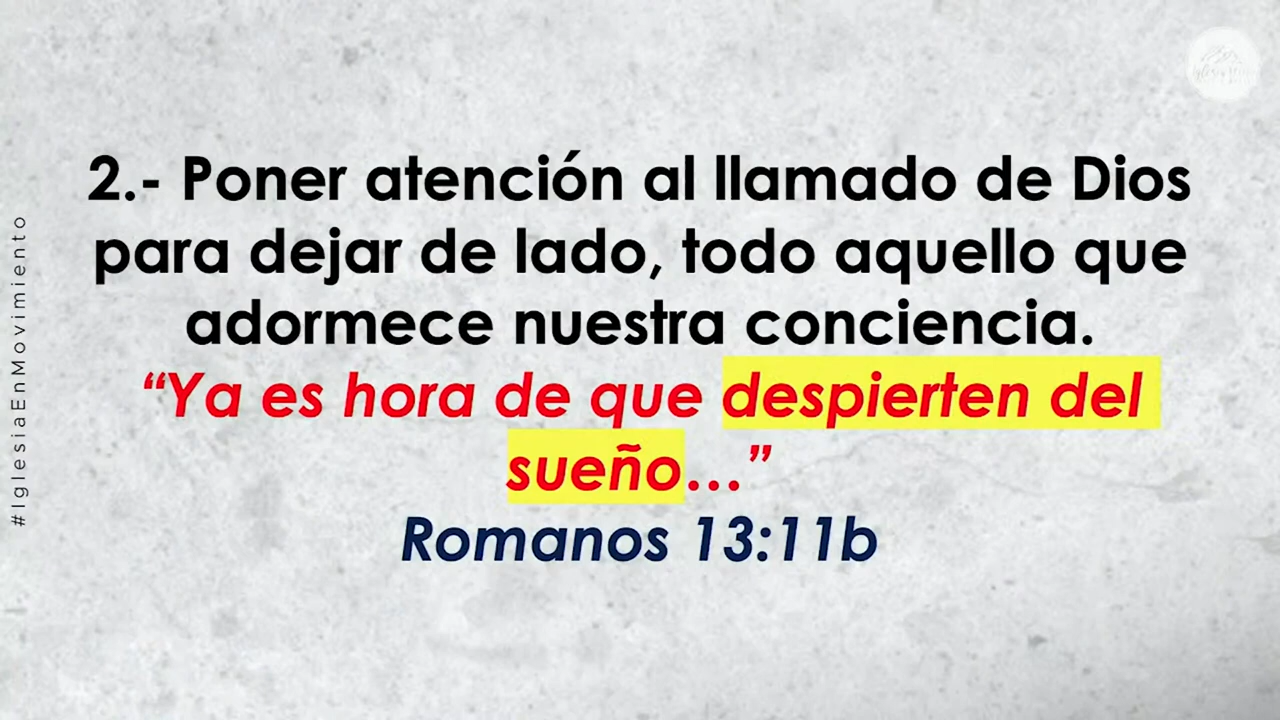 2.- Poner atención al llamado de Dios
para dejar de lado, todo aquello que
adormece nuestra conciencia.
“Ya es hora de que despierten del
sueño…”
Romanos 13:11b
#IglesiaEnMovimiento